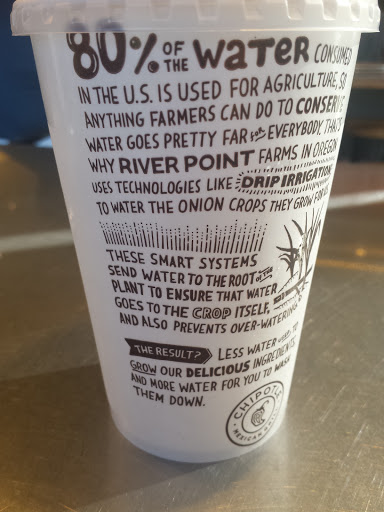 80% OF THE WATER CONSUMED
IN THE U.S. IS USED FOR AGRICULTURE, SO
ANYTHING FARMERS CAN DO TO CONSERVE
WATER GOES PRETTY FAR for EVERYBODY. THAT'S
WHY RIVER POINT FARMS IN OREGON
USES TECHNOLOGIES LIKE DRIP IRRIGATION
TO WATER THE ONION CROPS THEY GROW FOR US.
THESE SMART SYSTEMS
SEND WATER TO THE ROOT OF THE
PLANT TO ENSURE THAT WATER
GOES TO THE CROP ITSELF,
AND ALSO PREVENTS OVER-WATERING.
THE RESULT? LESS WATER USED TO
GROW OUR DELICIOUS INGREDIENTS,
AND MORE WATER FOR YOU TO WASH
THEM DOWN.
CHIPOTLE
MEXICAN GRILL